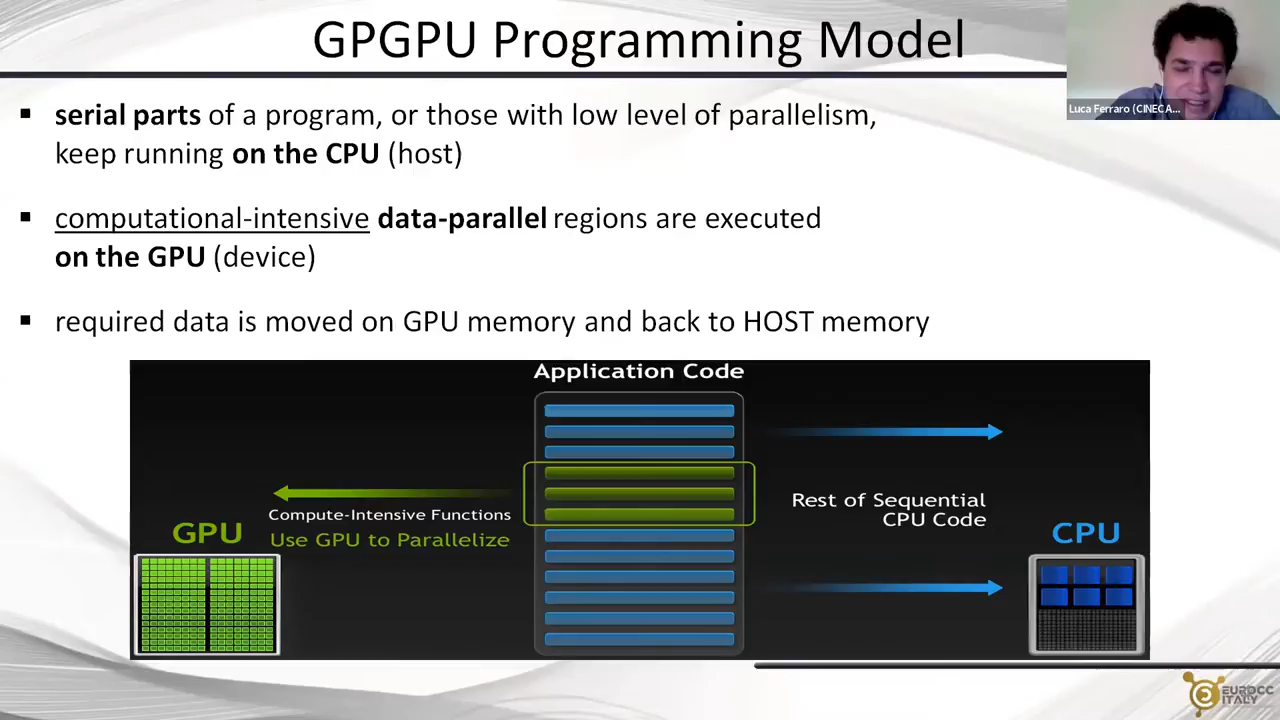 GPGPU Programming Model
Luca Ferraro (CINECA...
▪ serial parts of a program, or those with low level of parallelism,
keep running on the CPU (host)
▪ computational-intensive data-parallel regions are executed
on the GPU (device)
▪ required data is moved on GPU memory and back to HOST memory
Application Code
Compute-Intensive Functions
Use GPU to Parallelize
GPU
Rest of Sequential
CPU Code
CPU
EUROCC
ITALY